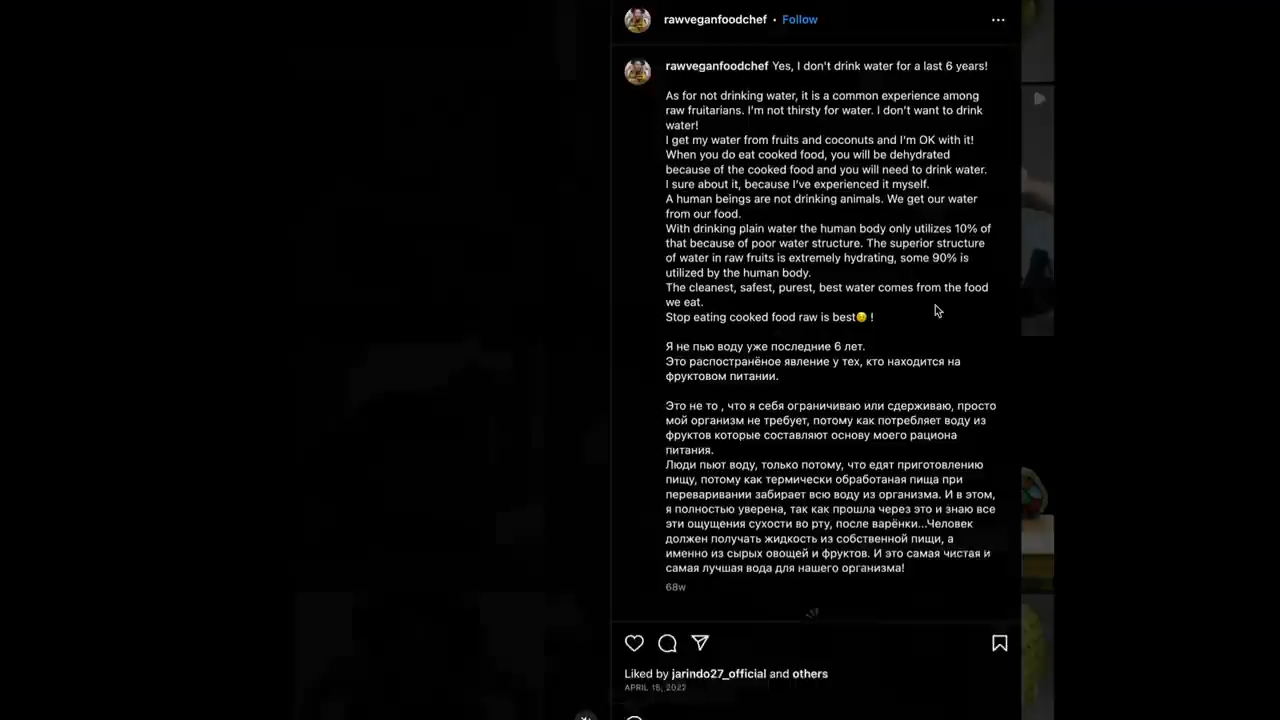 rawveganfoodchef • Follow
rawveganfoodchef Yes, I don't drink water for a last 6 years!
As for not drinking water, it is a common experience among
raw fruitarians. I'm not thirsty for water. I don't want to drink
water!
I get my water from fruits and coconuts and I'm OK with it!
When you do eat cooked food, you will be dehydrated
because of the cooked food and you will need to drink water.
I sure about it, because I've experienced it myself.
A human beings are not drinking animals. We get our water
from our food.
With drinking plain water the human body only utilizes 10% of
that because of poor water structure. The superior structure
of water in raw fruits is extremely hydrating, some 90% is
utilized by the human body.
The cleanest, safest, purest, best water comes from the food
we eat.
Stop eating cooked food raw is best😉 !
Я не пью воду уже последние 6 лет.
Это распостранёное явление у тех, кто находится на
фруктовом питании.
Это не то , что я себя ограничиваю или сдерживаю, просто
мой организм не требует, потому как потребляет воду из
фруктов которые составляют основу моего рациона
питания.
Люди пьют воду, только потому, что едят приготовлению
пищу, потому как термически обработаная пища при
переваривании забирает всю воду из организма. И в этом,
я полностью уверена, так как прошла через это и знаю все
эти ощущения сухости во рту, после варёнки...Человек
должен получать жидкость из собственной пищи, а
именно из сырых овощей и фруктов. И это самая чистая и
самая лучшая вода для нашего организма!
68w
Liked by jarindo27_official and others
APRIL 15, 2022